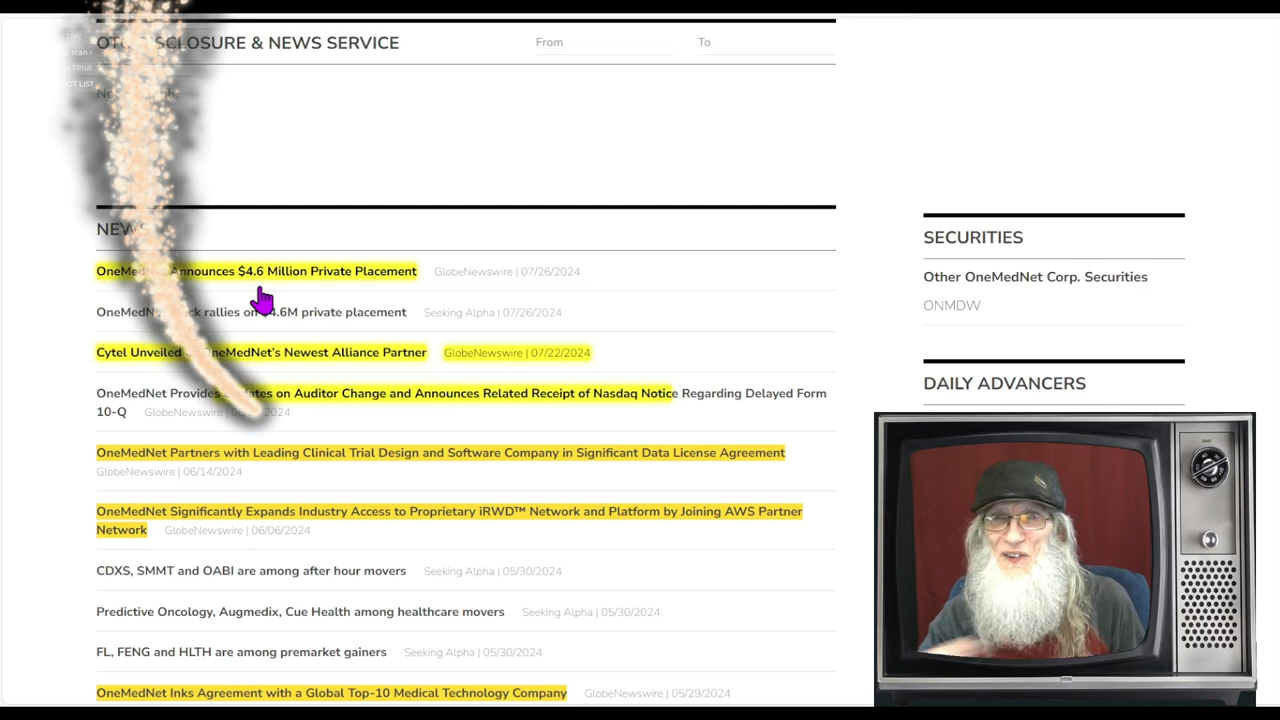 DISCLOSURE & NEWS SERVICE
From
To
NEWS
Announces $4.6 Million Private Placement GlobeNewswire | 07/26/2024
rallies on $4.6M private placement Seeking Alpha | 07/26/2024
Cytel Unveiled OneMedNet's Newest Alliance Partner GlobeNewswire | 07/22/2024
OneMedNet Provides on Auditor Change and Announces Related Receipt of Nasdaq Notice Regarding Delayed Form
10-Q GlobeNewswire
OneMedNet Partners with Leading Clinical Trial Design and Software Company in Significant Data License Agreement
GlobeNewswire | 06/14/2024
OneMedNet Significantly Expands Industry Access to Proprietary iRWD™ Network and Platform by Joining AWS Partner
Network GlobeNewswire | 06/06/2024
CDXS, SMMT and OABI are among after hour movers Seeking Alpha | 05/30/2024
Predictive Oncology, Augmedix, Cue Health among healthcare movers Seeking Alpha | 05/30/2024
FL, FENG and HLTH are among premarket gainers Seeking Alpha | 05/30/2024
OneMedNet Inks Agreement with a Global Top-10 Medical Technology Company GlobeNewswire | 05/29/2024
SECURITIES
Other OneMedNet Corp. Securities
ONMDW
DAILY ADVANCERS